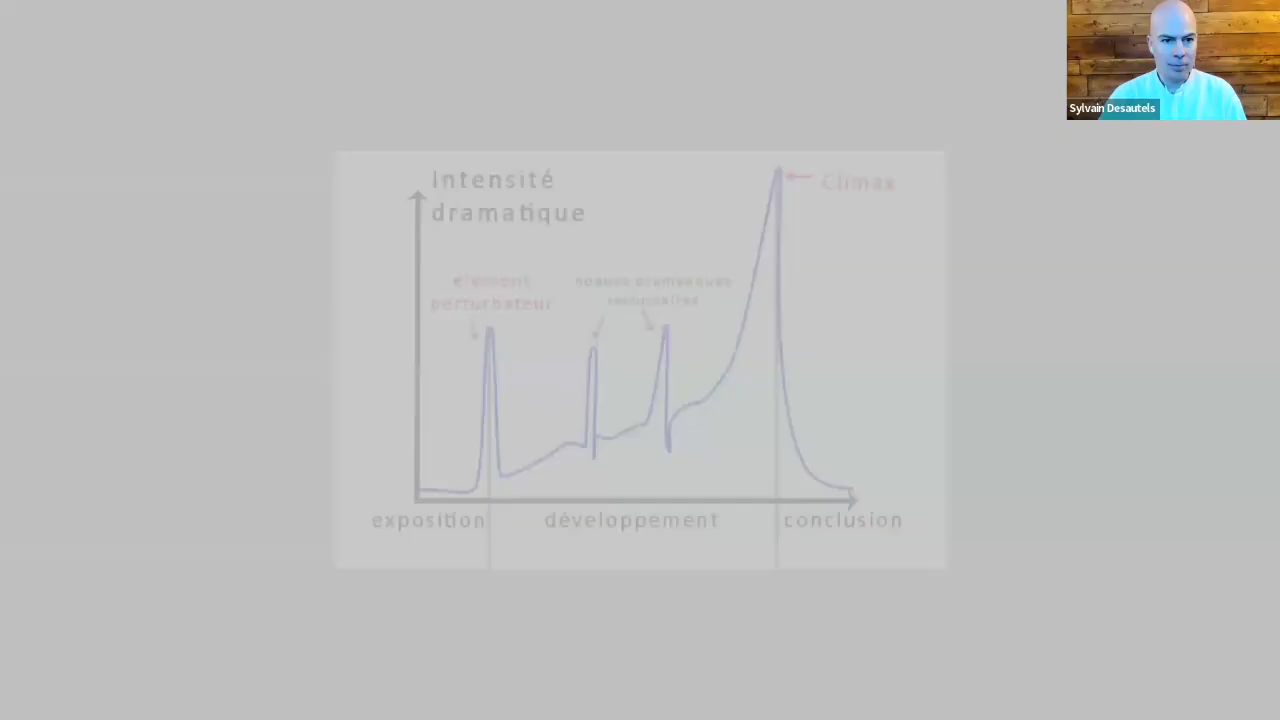 Sylvain Desautels
Intensité
dramatique
Climax
élément
perturbateur
exposition
développement
conclusion